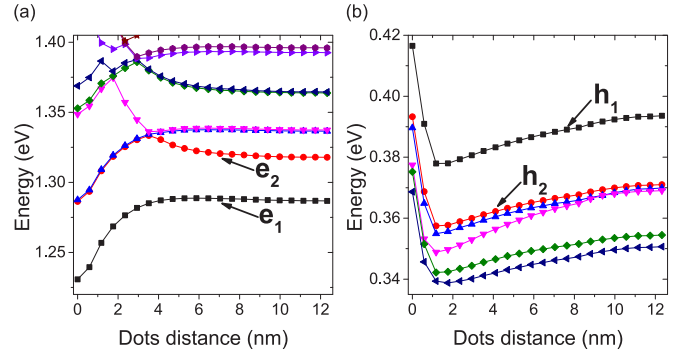 (a)
1.40
1.35
1.30
1.25
Energy (eV)
e2
e1
0 2 4 6 8 10 12
Dots distance (nm)
(b)
0.42
0.40
0.38
0.36
0.34
Energy (eV)
h1
h2
0 2 4 6 8 10 12
Dots distance (nm)